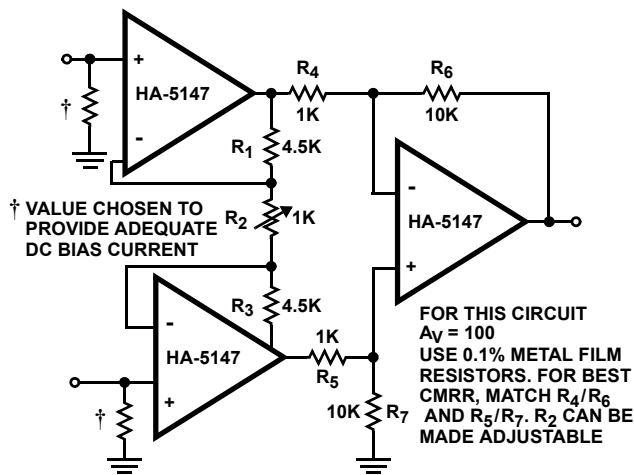 +
HA-5147
-
†
R4
1K
R6
10K
R1
4.5K
† VALUE CHOSEN TO
PROVIDE ADEQUATE
DC BIAS CURRENT
R2
1K
-
HA-5147
+
R3
4.5K
-
HA-5147
+
†
1K
R5
10K
R7
FOR THIS CIRCUIT
AV = 100
USE 0.1% METAL FILM
RESISTORS. FOR BEST
CMRR, MATCH R4/R6
AND R5/R7. R2 CAN BE
MADE ADJUSTABLE